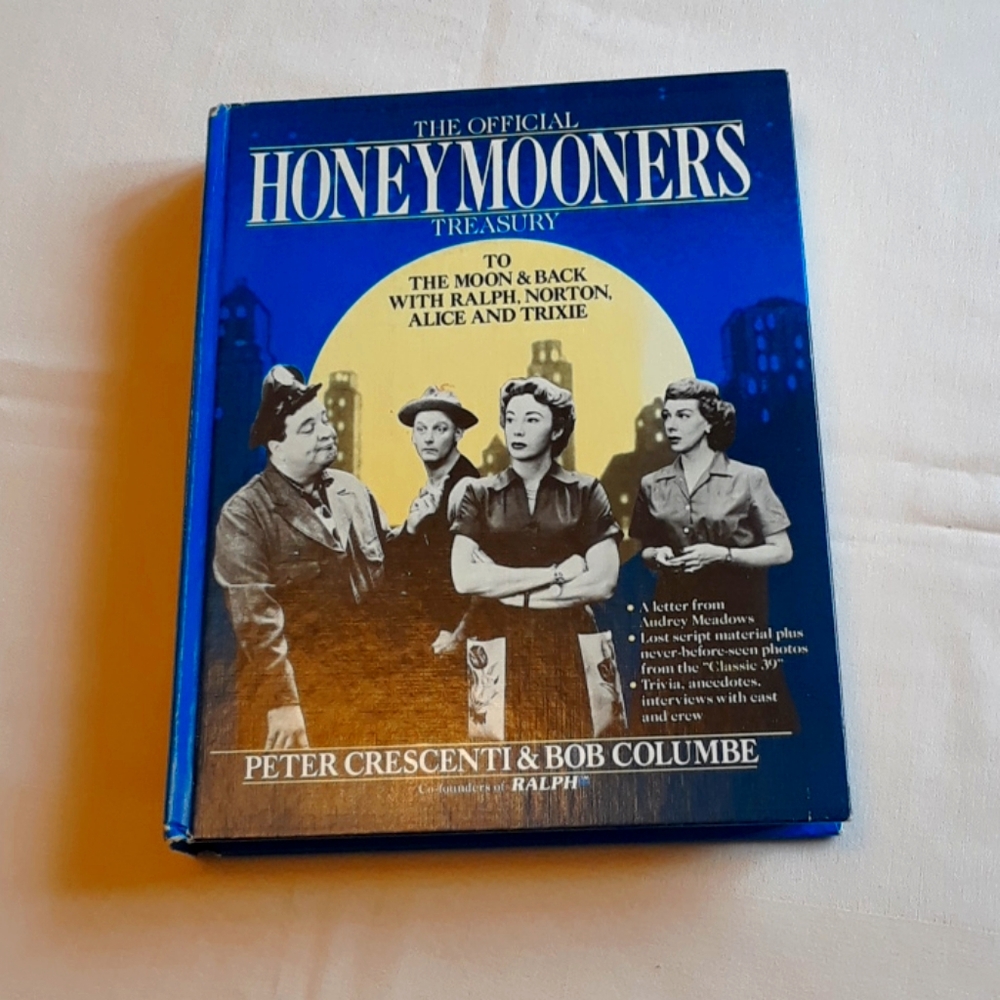 THE OFFICIAL
HONEYMOONERS
TREASURY
TO
THE MOON & BACK
WITH RALPH, NORTON,
ALICE AND TRIXIE
• A letter from
Audrey Meadows
• Lost script material plus
never-before-seen photos
from the "Classic 39"
• Trivia, anecdotes,
interviews with cast
and crew
PETER CRESCENTI & BOB COLUMBE
Co-founders of RALPH